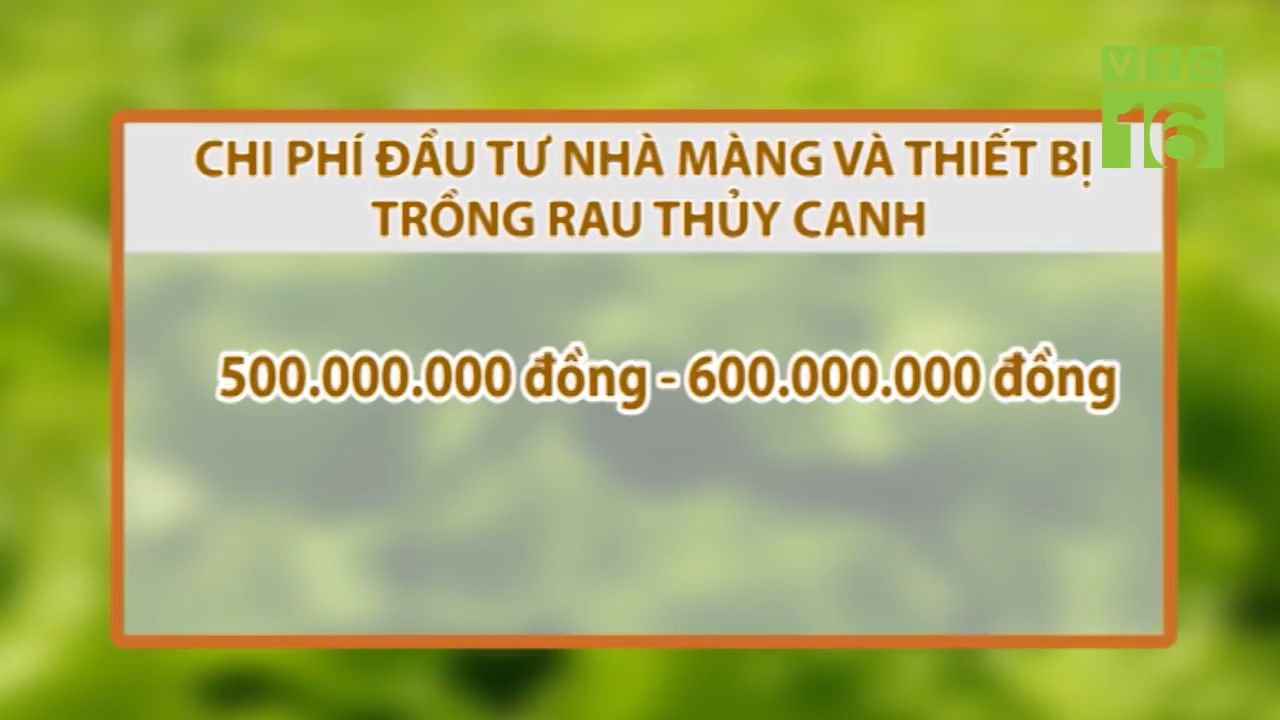 VTC
16
CHI PHÍ ĐẦU TƯ NHÀ MÀNG VÀ THIẾT BỊ
TRỒNG RAU THỦY CANH
500.000.000 đồng - 600.000.000 đồng